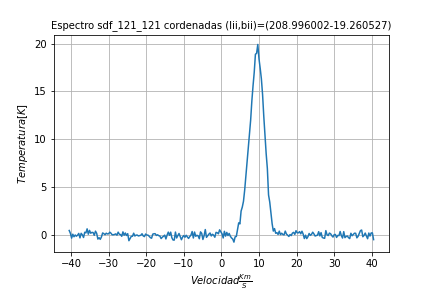 Espectro sdf_121_121 cordenadas (lii,bii)=(208.996002-19.260527)
Temperatura[K]
20
15
10
5
0
−40 −30 −20 −10 0 10 20 30 40
Velocidad Km/S